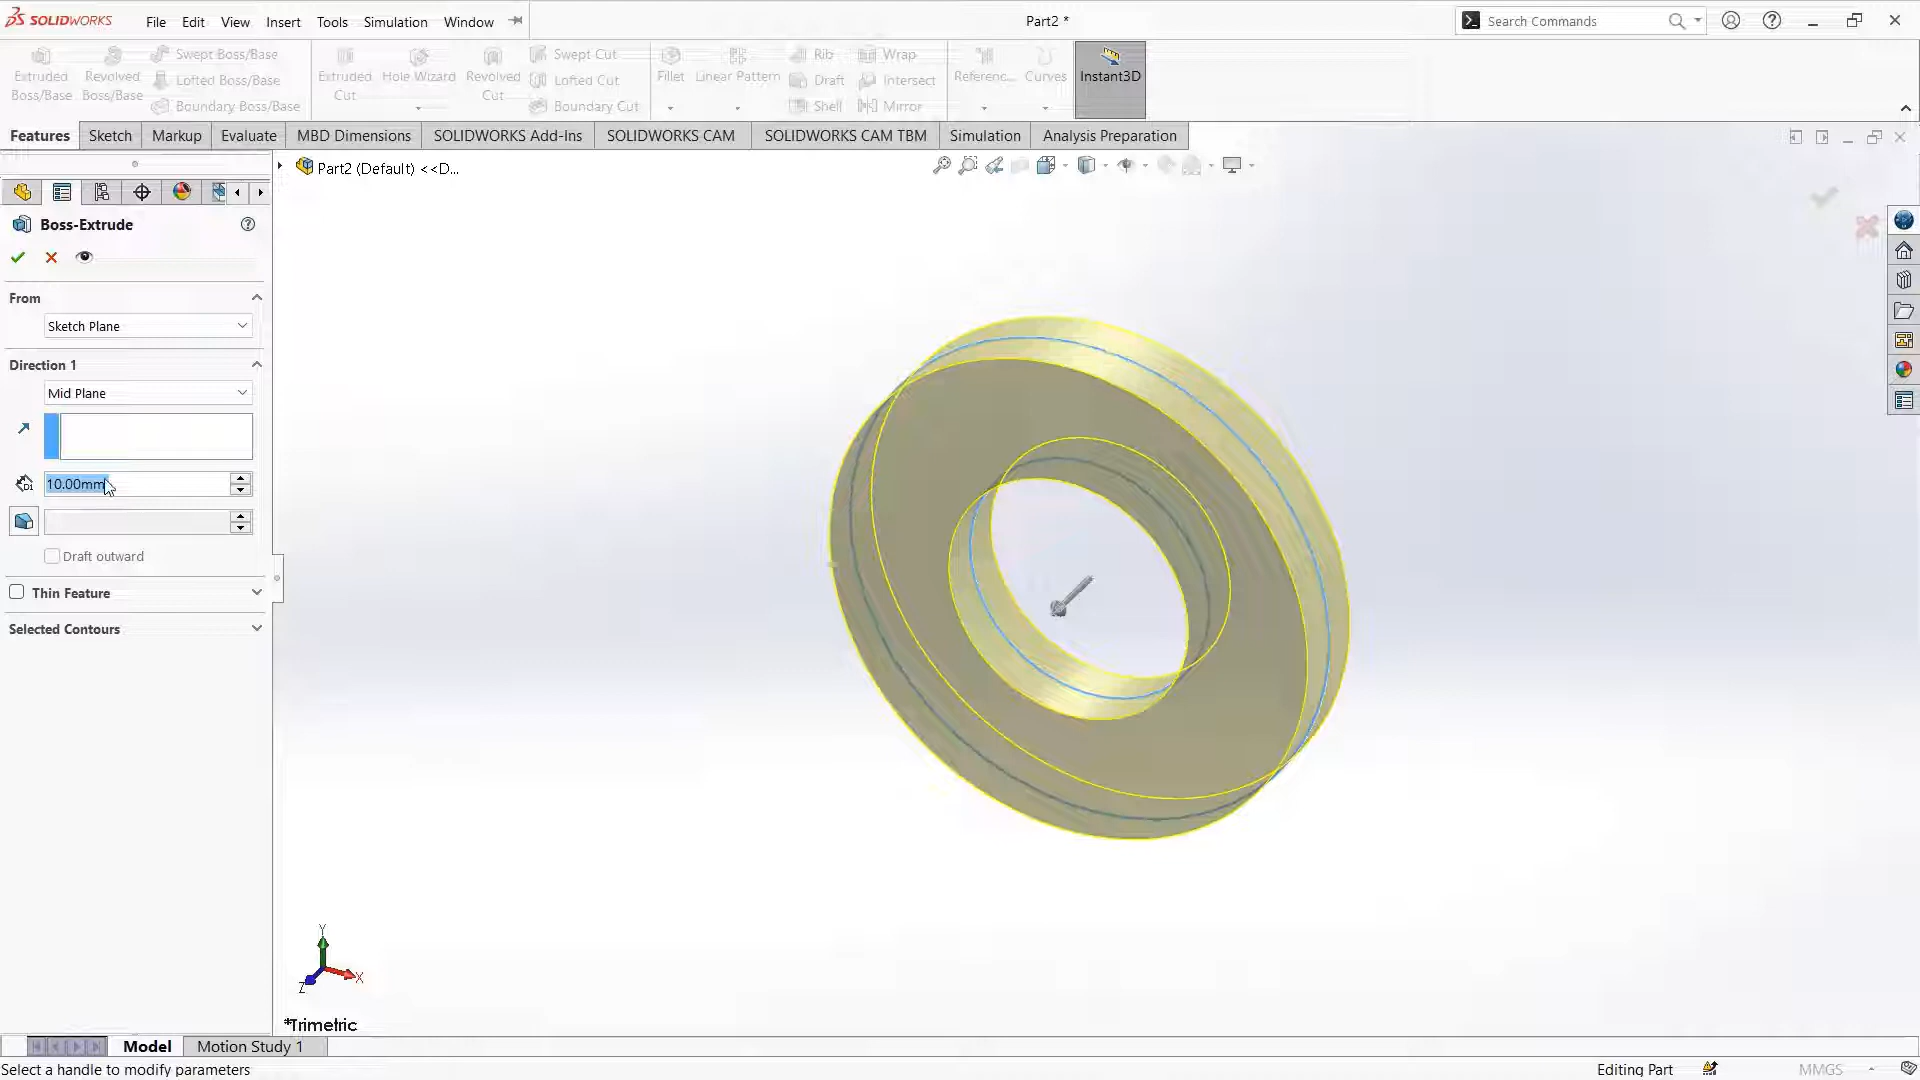 SOLIDWORKS File Edit View Insert Tools Simulation Window Part2 * Search Commands
Extruded Boss/Base
Revolved Boss/Base
Swept Boss/Base
Lofted Boss/Base
Boundary Boss/Base
Extruded Cut
Hole Wizard
Revolved Cut
Swept Cut
Lofted Cut
Boundary Cut
Fillet
Linear Pattern
Rib
Draft
Shell
Wrap
Intersect
Mirror
Referenc...
Curves
Instant3D
Features Sketch Markup Evaluate MBD Dimensions SOLIDWORKS Add-Ins SOLIDWORKS CAM SOLIDWORKS CAM TBM Simulation Analysis Preparation
Part2 (Default) <<D...
Boss-Extrude
From
Sketch Plane
Direction 1
Mid Plane
D1
10.00mm
Draft outward
Thin Feature
Selected Contours
Y
X
Z
*Trimetric
Model Motion Study 1
Select a handle to modify parameters Editing Part MMGS